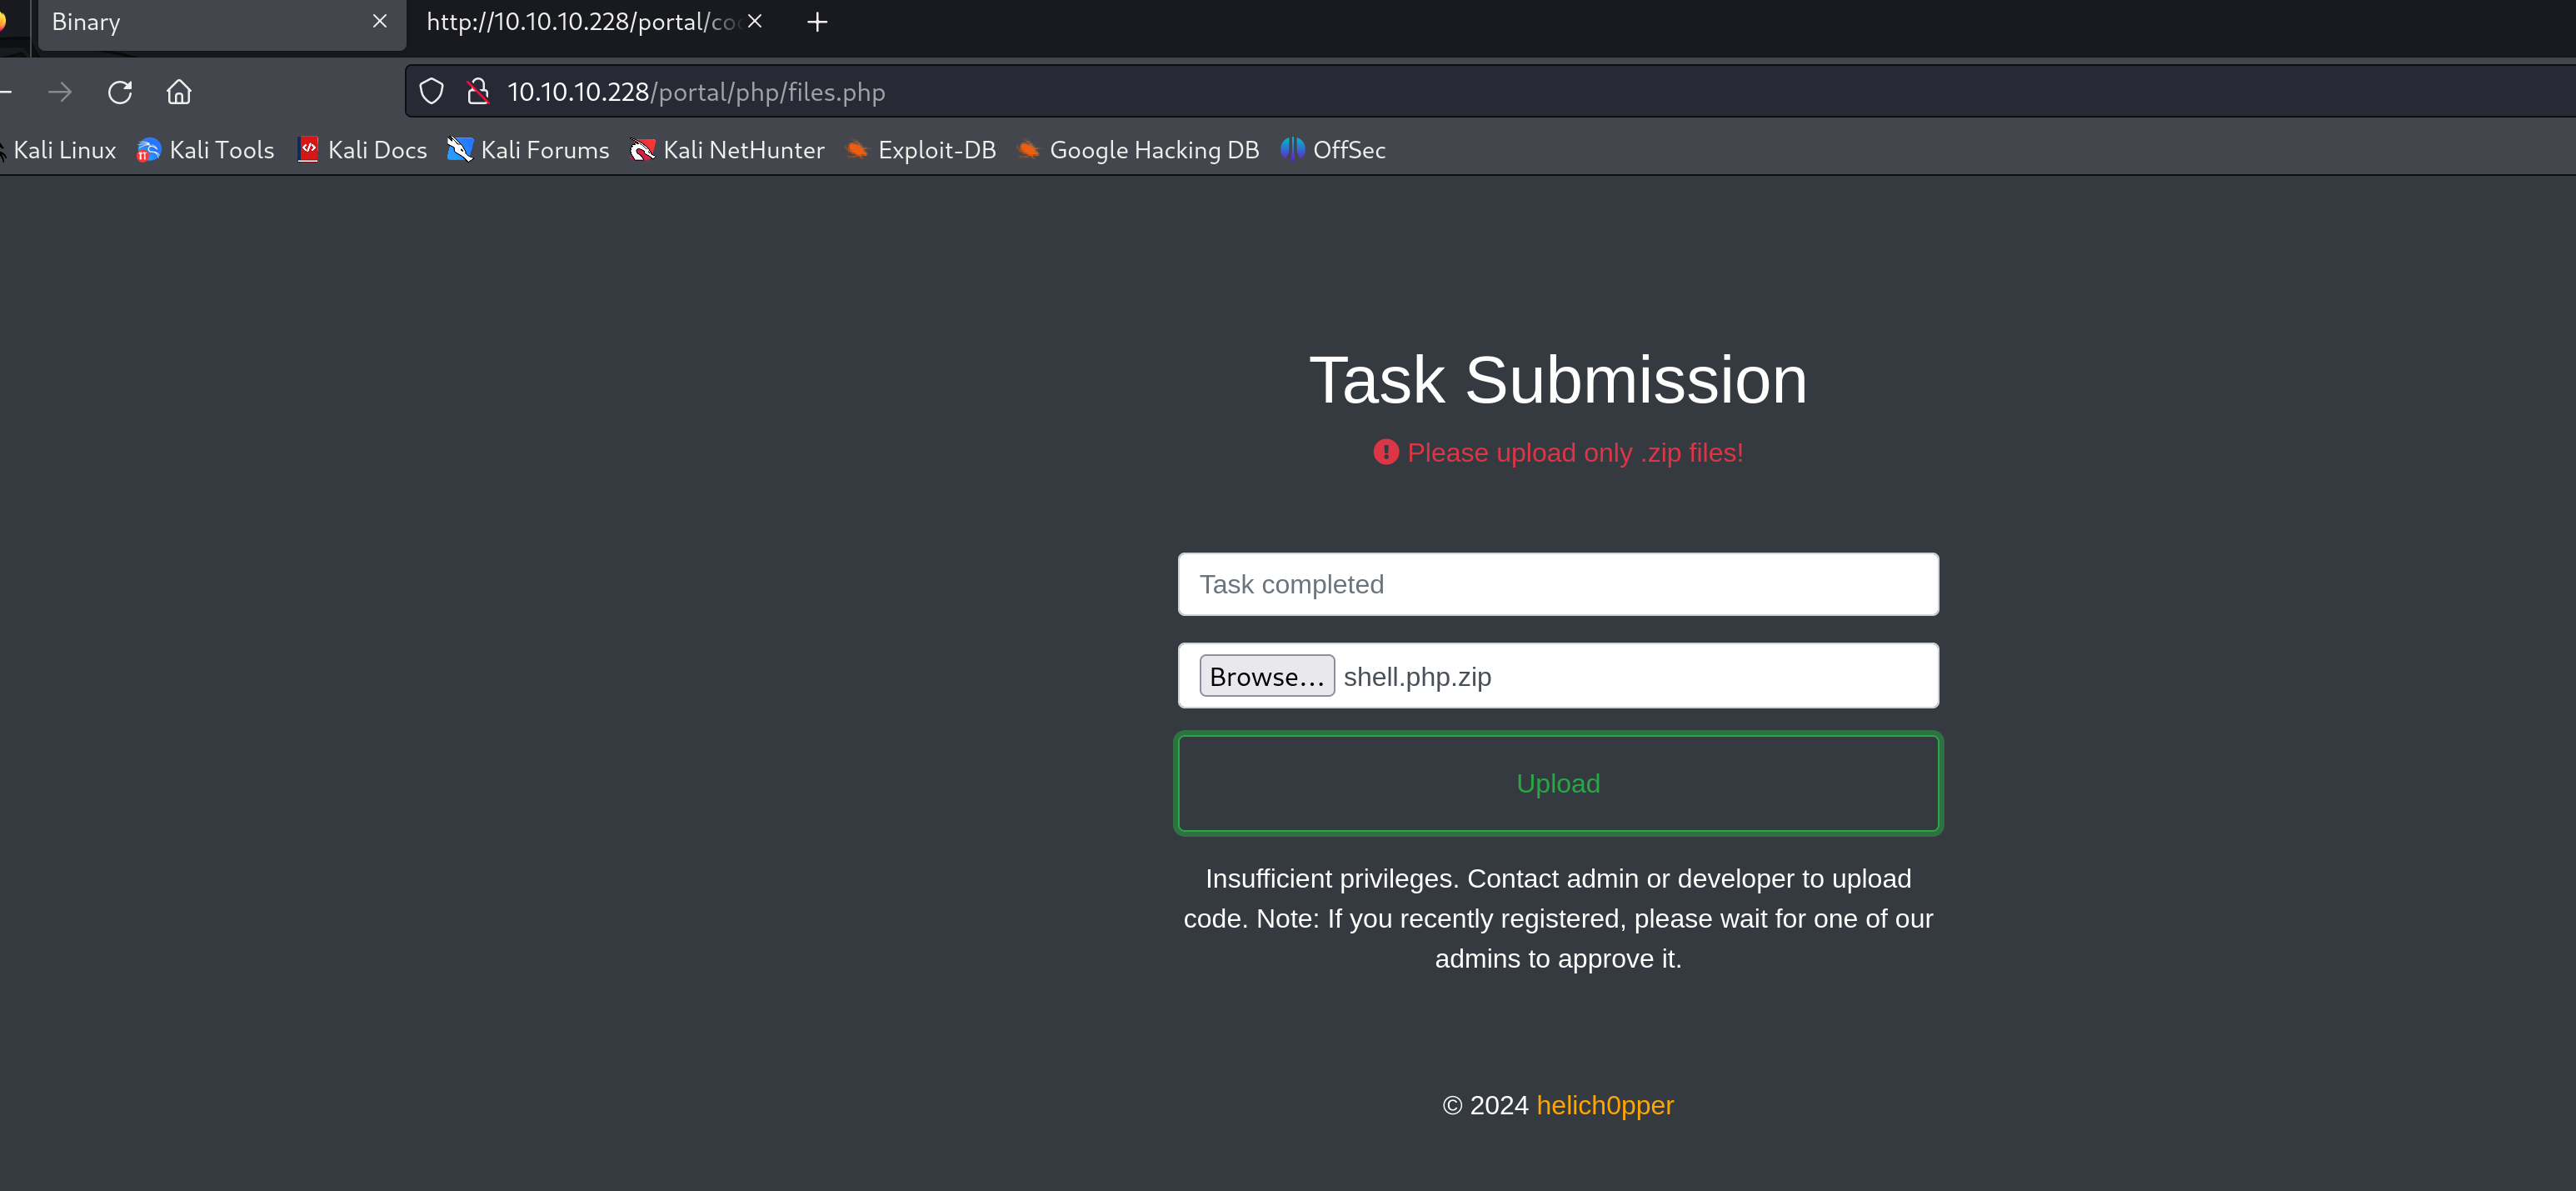 Binary
http://10.10.10.228/portal/co
10.10.10.228/portal/php/files.php
Kali Linux Kali Tools Kali Docs Kali Forums Kali NetHunter Exploit-DB Google Hacking DB OffSec
Task Submission
Please upload only .zip files!
Task completed
Browse... shell.php.zip
Upload
Insufficient privileges. Contact admin or developer to upload
code. Note: If you recently registered, please wait for one of our
admins to approve it.
© 2024 helich0pper